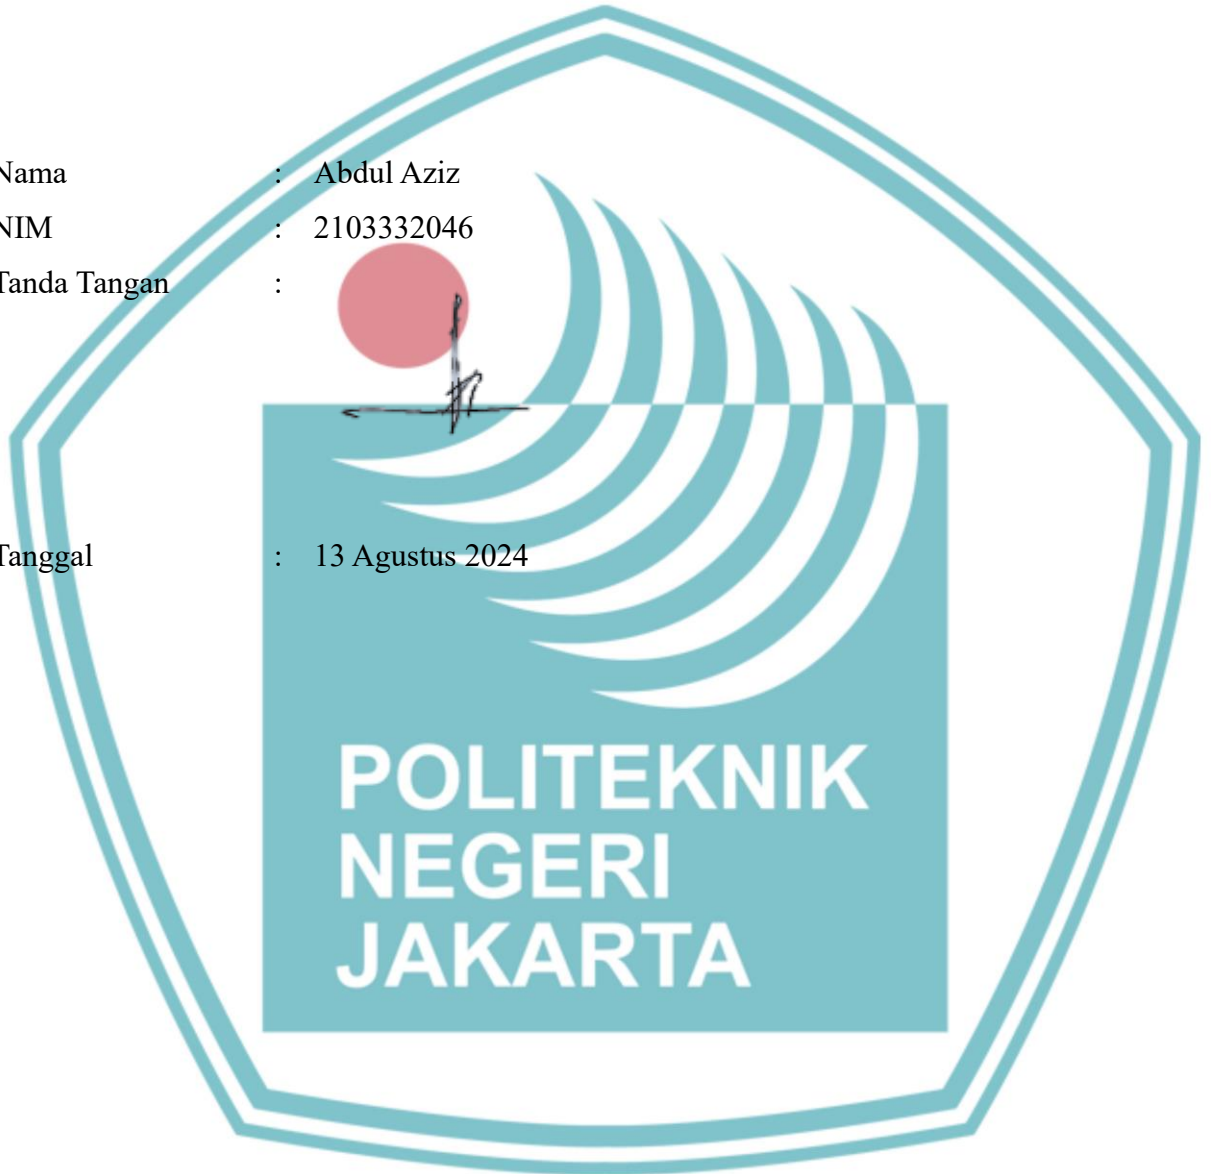 Nama : Abdul Aziz
NIM : 2103332046
Tanda Tangan :
Tanggal : 13 Agustus 2024
POLITEKNIK
NEGERI
JAKARTA